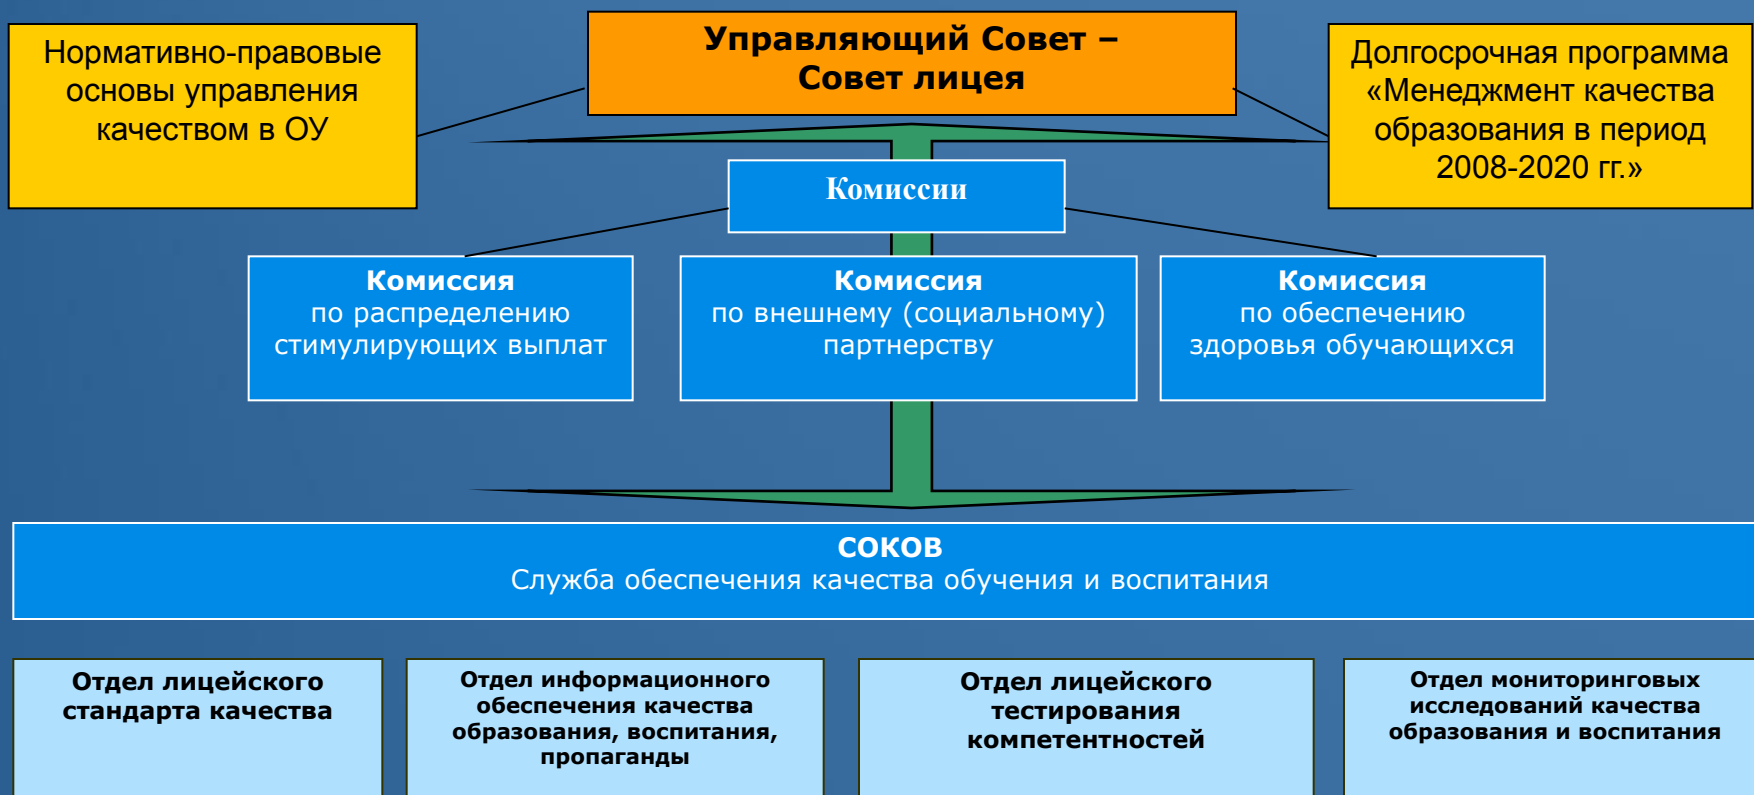 Нормативно-правовые
основы управления
качеством в ОУ
Управляющий Совет –
Совет лицея
Долгосрочная программа
«Менеджмент качества
образования в период
2008-2020 гг.»
Комиссии
Комиссия
по распределению
стимулирующих выплат
Комиссия
по внешнему (социальному)
партнерству
Комиссия
по обеспечению
здоровья обучающихся
СОКОВ
Служба обеспечения качества обучения и воспитания
Отдел лицейского
стандарта качества
Отдел информационного
обеспечения качества
образования, воспитания,
пропаганды
Отдел лицейского
тестирования
компетентностей
Отдел мониторинговых
исследований качества
образования и воспитания